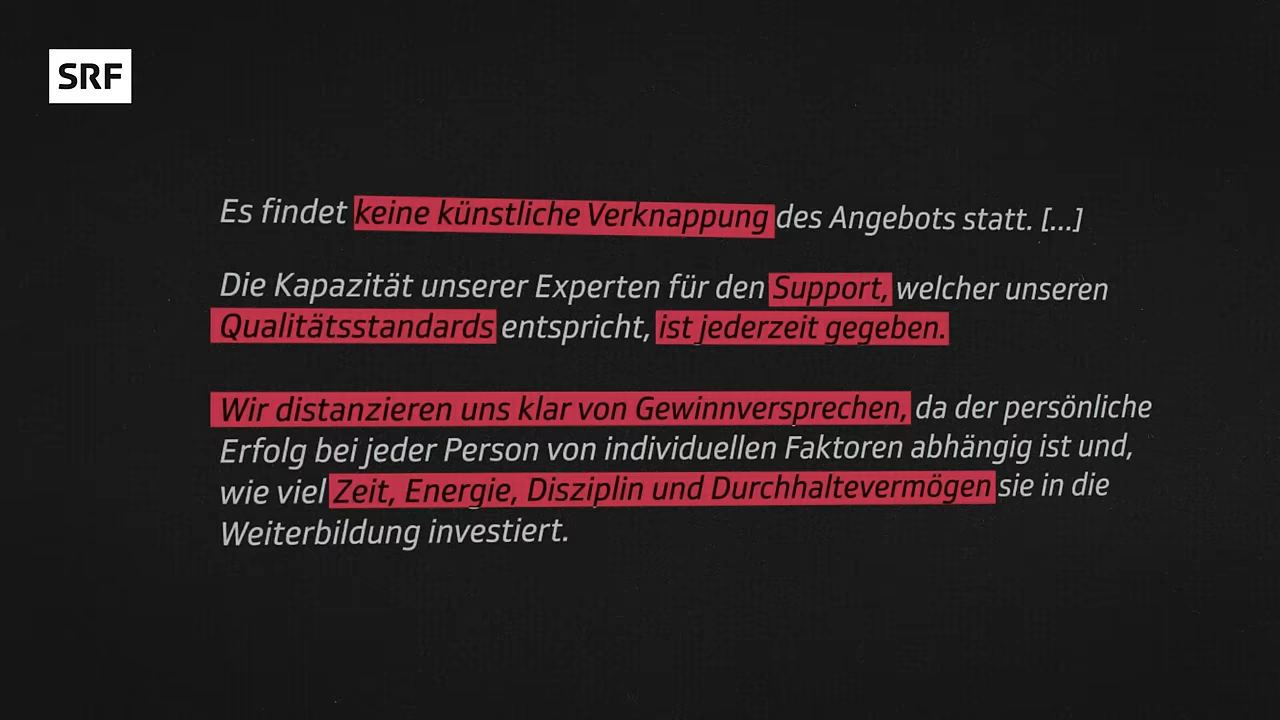 SRF
Es findet keine künstliche Verknappung des Angebots statt. [...]
Die Kapazität unserer Experten für den Support, welcher unseren
Qualitätsstandards entspricht, ist jederzeit gegeben.
Wir distanzieren uns klar von Gewinnversprechen, da der persönliche
Erfolg bei jeder Person von individuellen Faktoren abhängig ist und,
wie viel Zeit, Energie, Disziplin und Durchhaltevermögen sie in die
Weiterbildung investiert.